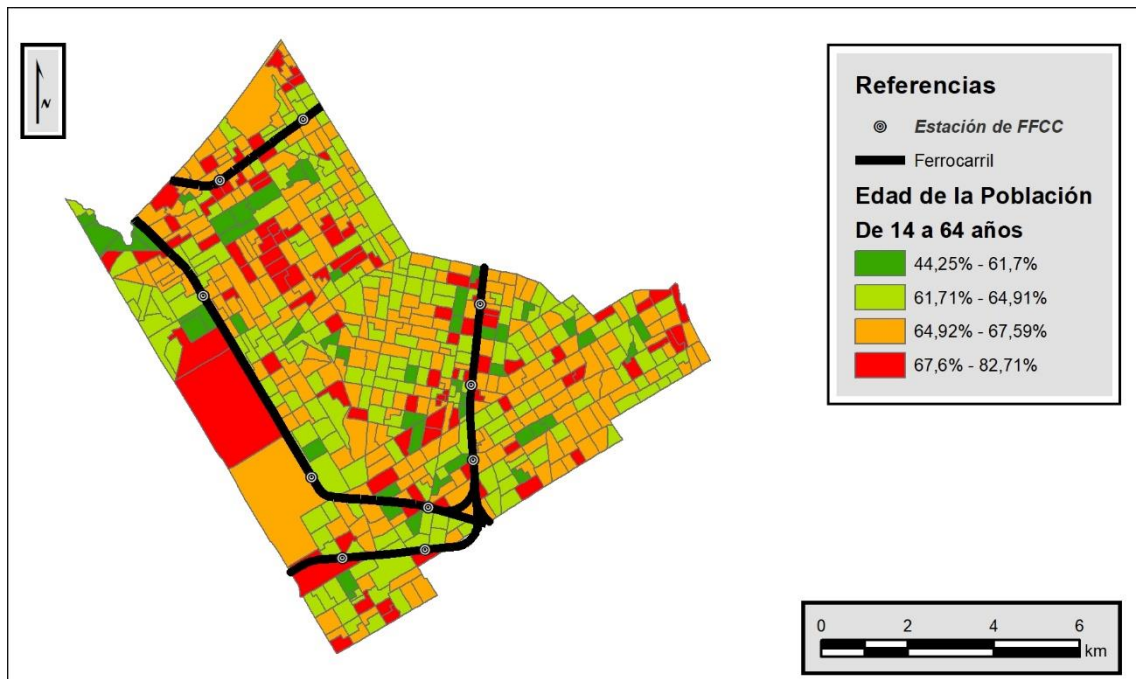 N
Referencias
Estación de FFCC
Ferrocarril
Edad de la Población
De 14 a 64 años
44,25% - 61,7%
61,71% - 64,91%
64,92% - 67,59%
67,6% - 82,71%
0 2 4 6
km